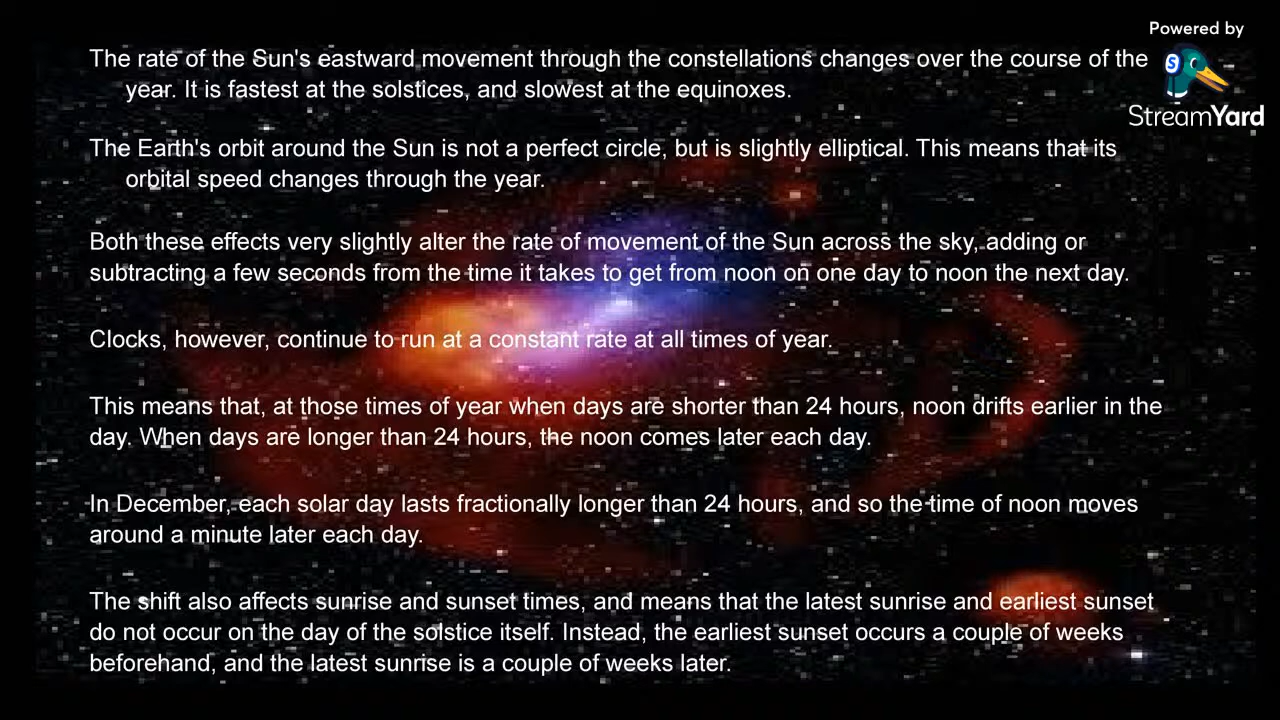 Powered by
StreamYard
The rate of the Sun's eastward movement through the constellations changes over the course of the
year. It is fastest at the solstices, and slowest at the equinoxes.
The Earth's orbit around the Sun is not a perfect circle, but is slightly elliptical. This means that its
orbital speed changes through the year.
Both these effects very slightly alter the rate of movement of the Sun across the sky, adding or
subtracting a few seconds from the time it takes to get from noon on one day to noon the next day.
Clocks, however, continue to run at a constant rate at all times of year.
This means that, at those times of year when days are shorter than 24 hours, noon drifts earlier in the
day. When days are longer than 24 hours, the noon comes later each day.
In December, each solar day lasts fractionally longer than 24 hours, and so the time of noon moves
around a minute later each day.
The shift also affects sunrise and sunset times, and means that the latest sunrise and earliest sunset
do not occur on the day of the solstice itself. Instead, the earliest sunset occurs a couple of weeks
beforehand, and the latest sunrise is a couple of weeks later.